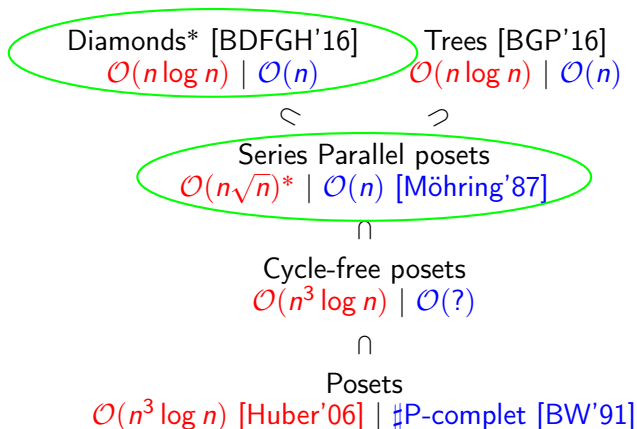 Diamonds* [BDFGH'16] Trees [BGP'16]
O(n log n) | O(n) O(n log n) | O(n)
⊂ ⊃
Series Parallel posets
O(n√n)* | O(n) [Möhring'87]
∩
Cycle-free posets
O(n³ log n) | O(?)
∩
Posets
O(n³ log n) [Huber'06] | ♯P-complet [BW'91]